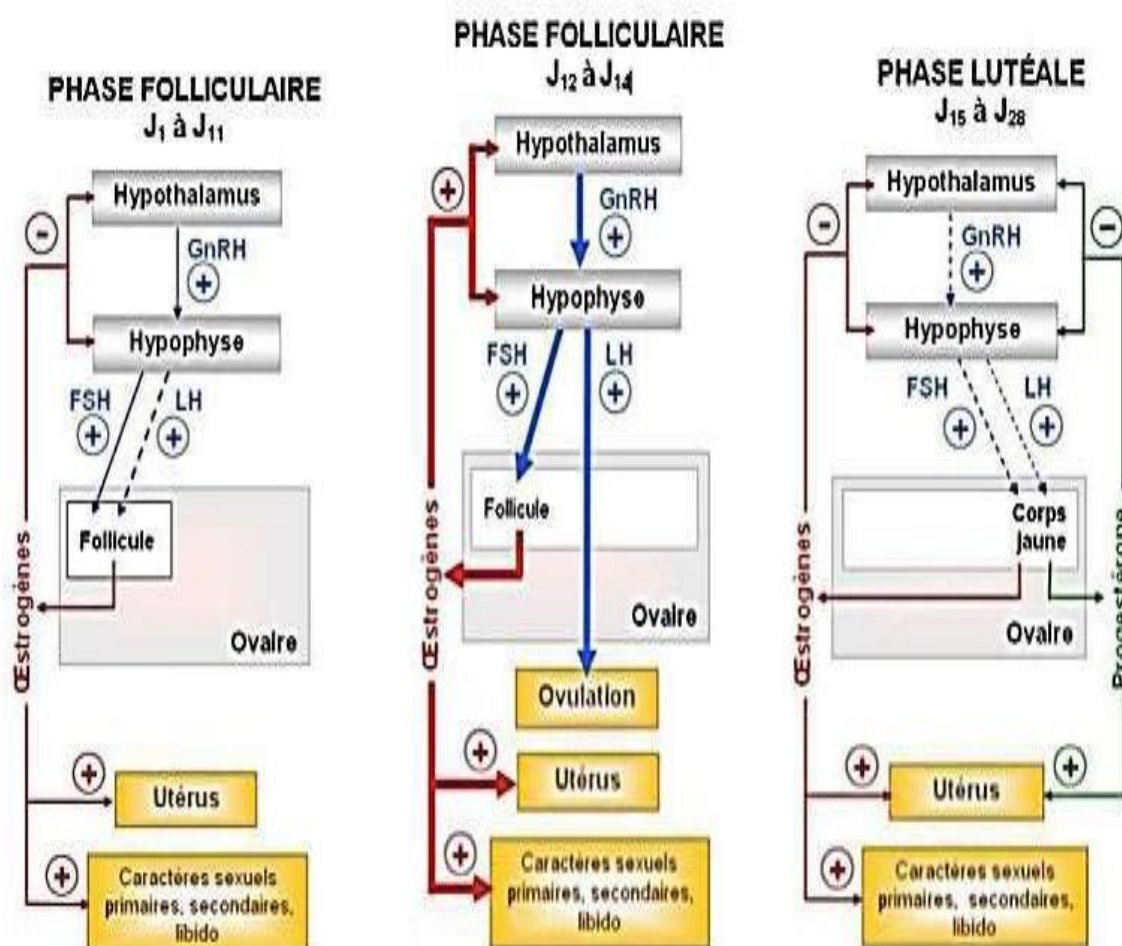 PHASE FOLLICULAIRE
J1 à J11
Hypothalamus
−
GnRH
+
Hypophyse
FSH
+
LH
+
Follicule
Ovaire
Œstrogènes
+
Utérus
+
Caractères sexuels
primaires, secondaires,
libido
PHASE FOLLICULAIRE
J12 à J14
Hypothalamus
+
GnRH
+
Hypophyse
FSH
+
LH
+
Follicule
Ovaire
Œstrogènes
Ovulation
+
Utérus
+
Caractères sexuels
primaires, secondaires,
libido
PHASE LUTÉALE
J15 à J28
Hypothalamus
−
−
GnRH
+
Hypophyse
FSH
+
LH
+
Corps
jaune
Ovaire
Œstrogènes
Progestérone
+
Utérus
+
+
Caractères sexuels
primaires, secondaires,
libido